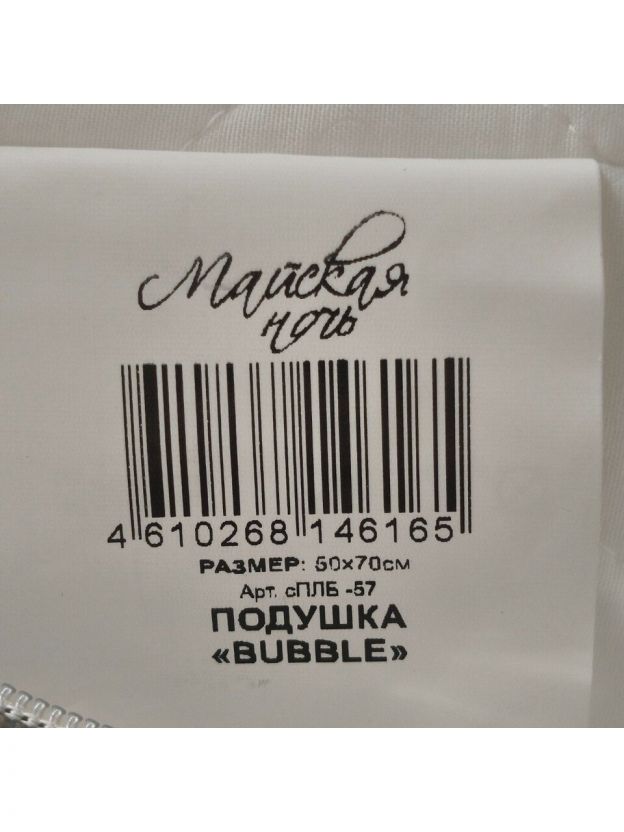 Майская
ночь
4 610268 146165
РАЗМЕР: 50х70см
Арт. сПЛБ -57
ПОДУШКА
«BUBBLE»